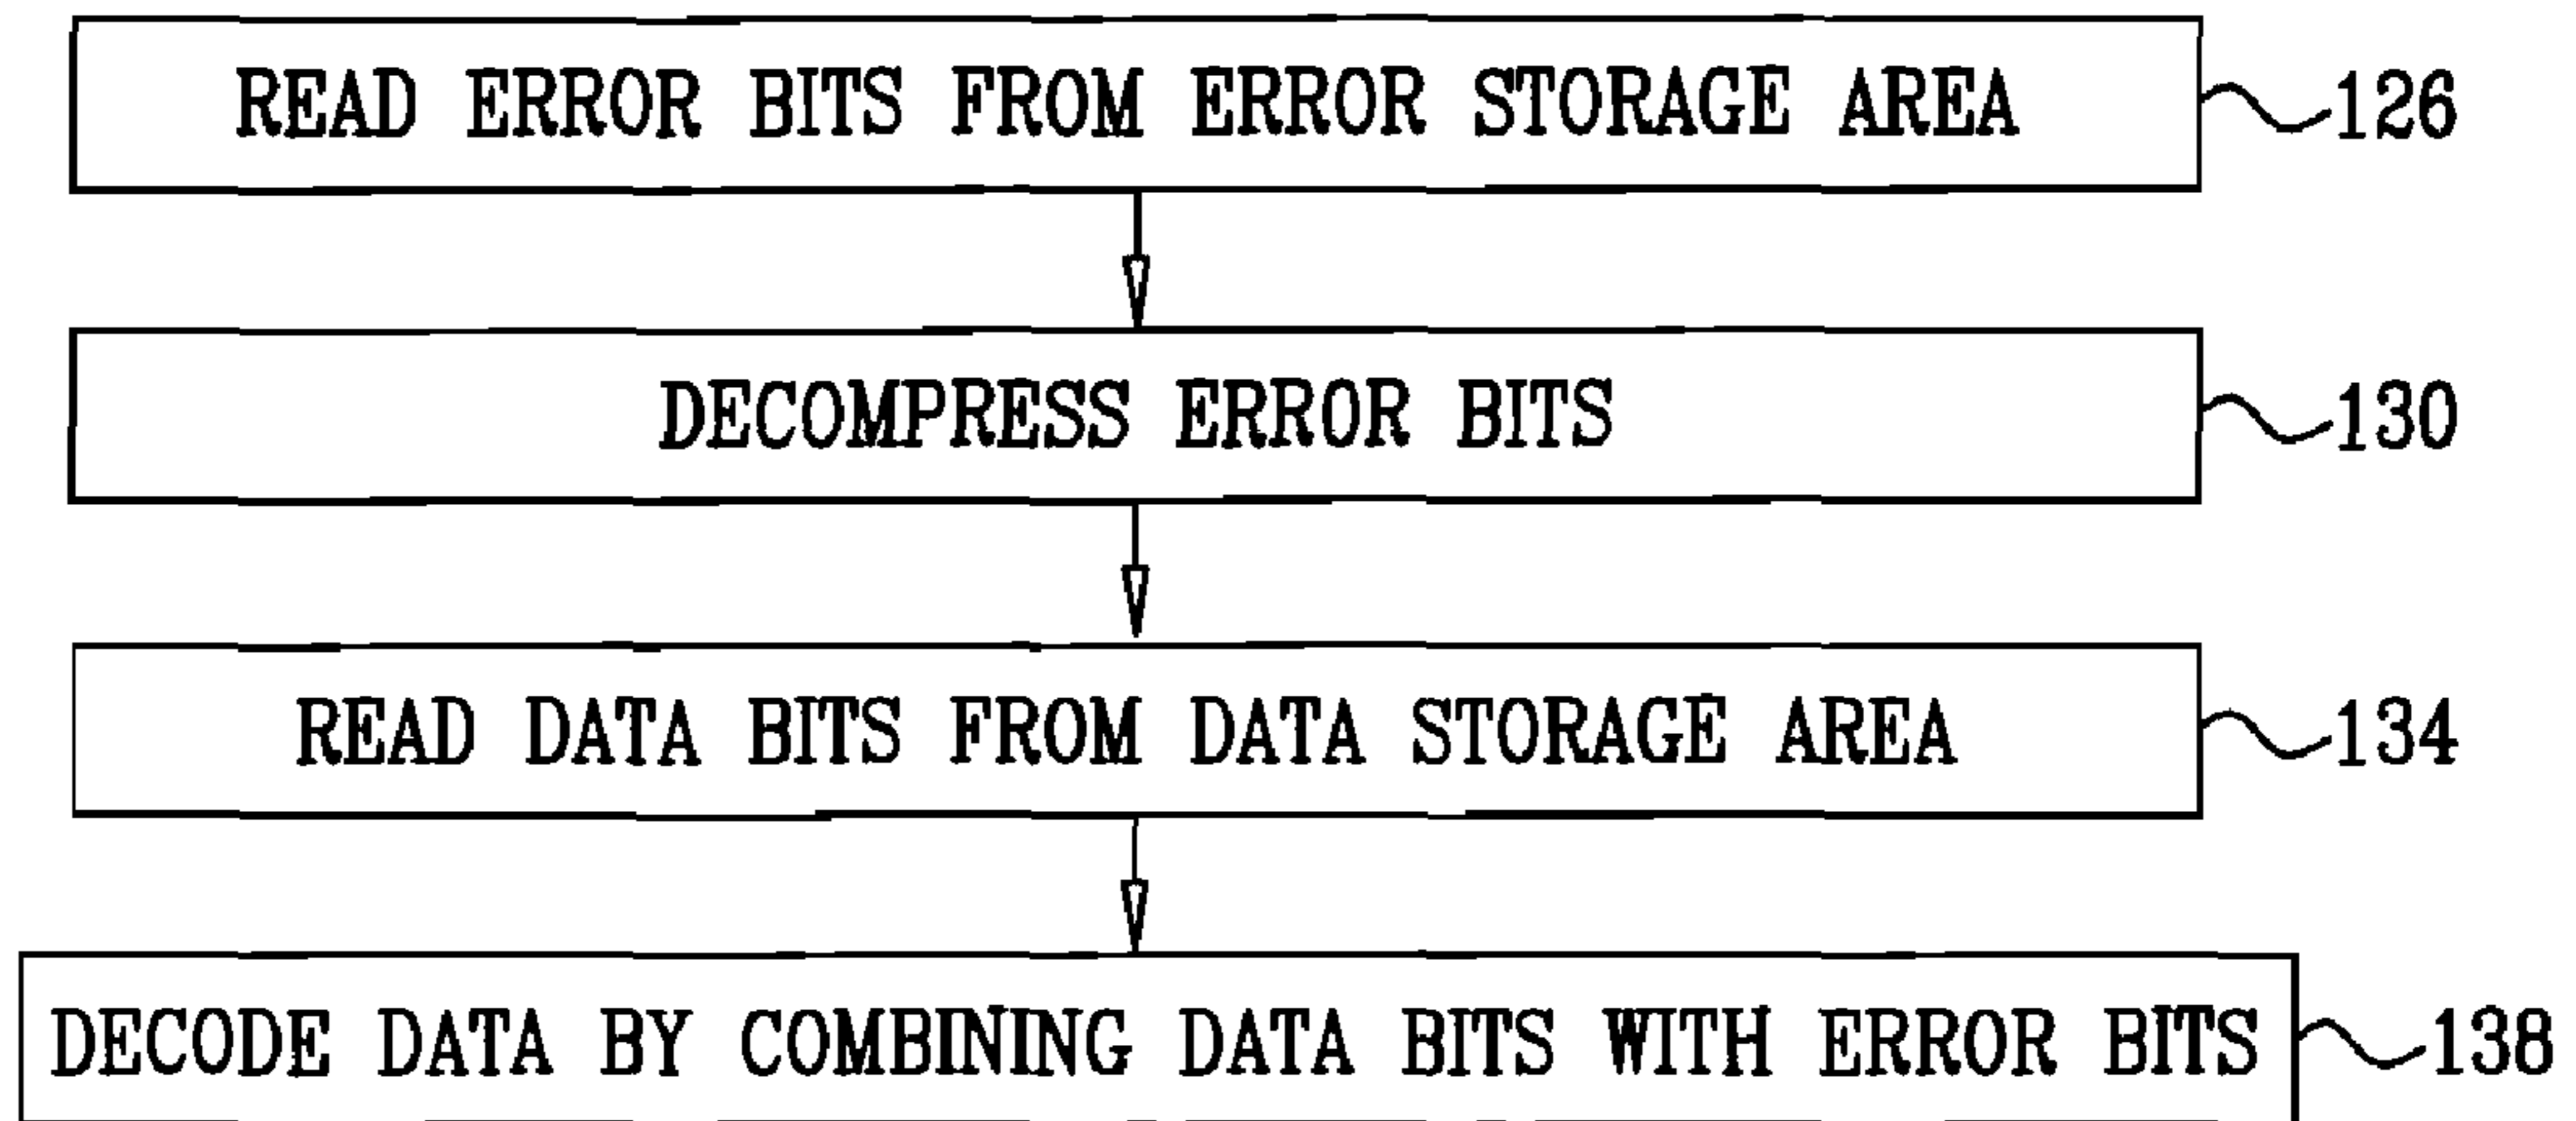 READ ERROR BITS FROM ERROR STORAGE AREA 126
DECOMPRESS ERROR BITS 130
READ DATA BITS FROM DATA STORAGE AREA 134
DECODE DATA BY COMBINING DATA BITS WITH ERROR BITS 138